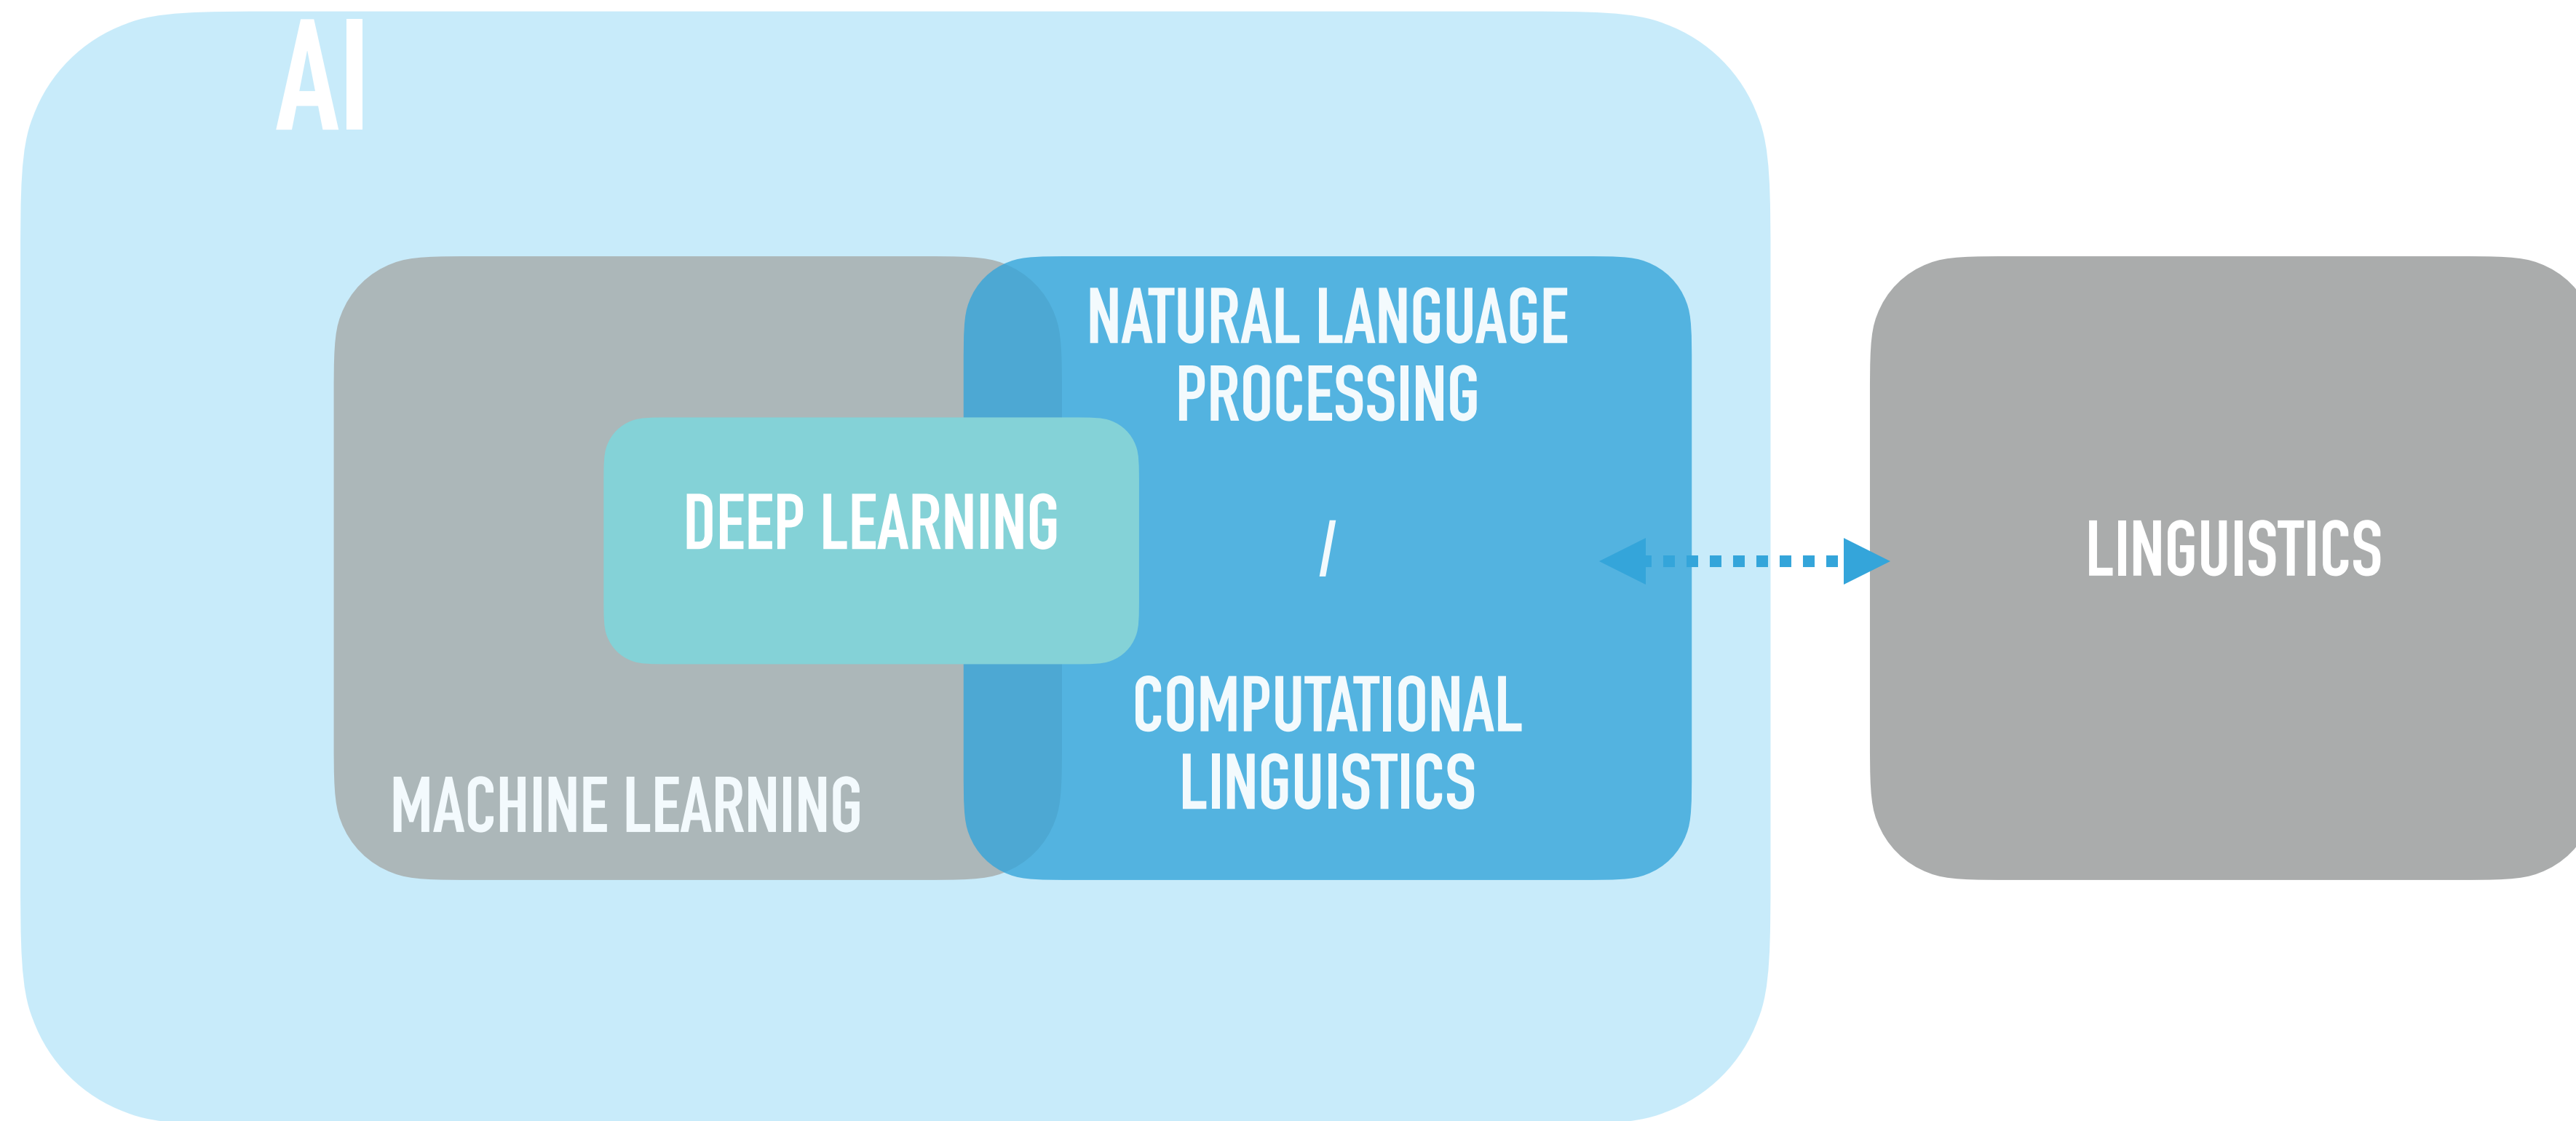 AI
NATURAL LANGUAGE
PROCESSING
/
COMPUTATIONAL
LINGUISTICS
DEEP LEARNING
MACHINE LEARNING
LINGUISTICS